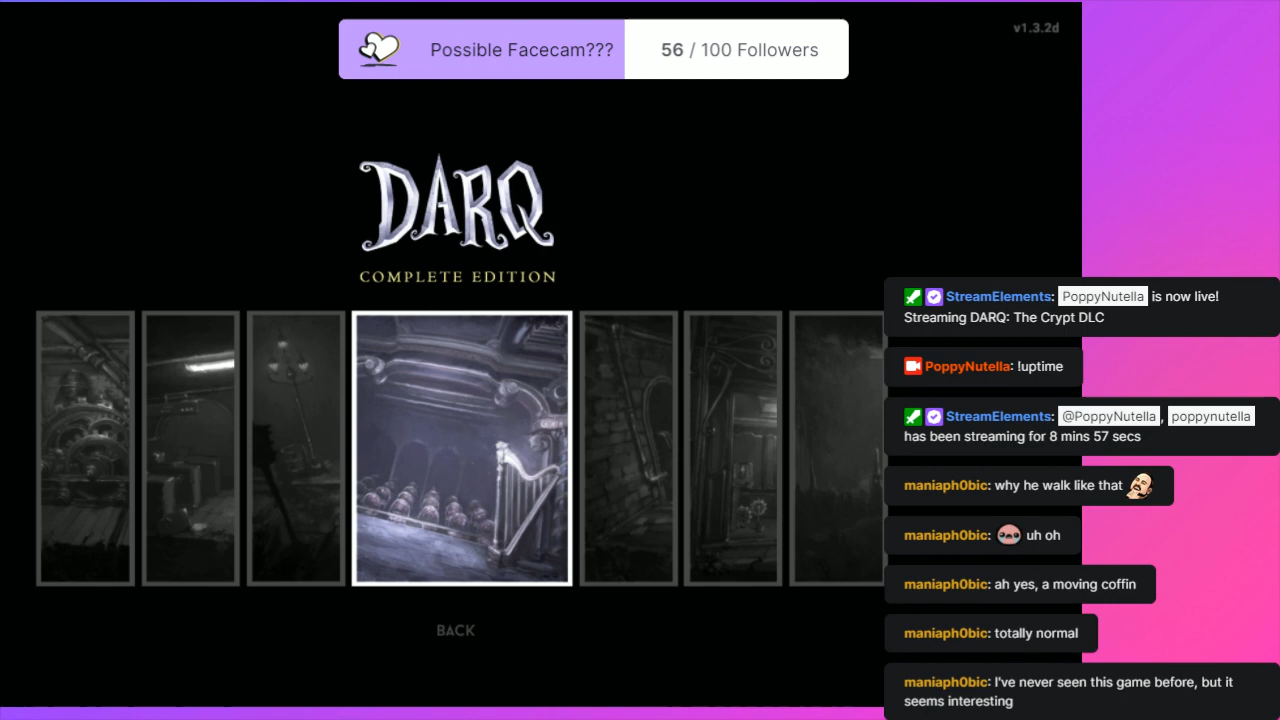 v1.3.2d
Possible Facecam??? 56 / 100 Followers
DARQ
COMPLETE EDITION
BACK
StreamElements: PoppyNutella is now live!
Streaming DARQ: The Crypt DLC
PoppyNutella: !uptime
StreamElements: @PoppyNutella, poppynutella
has been streaming for 8 mins 57 secs
maniaph0bic: why he walk like that
maniaph0bic: uh oh
maniaph0bic: ah yes, a moving coffin
maniaph0bic: totally normal
maniaph0bic: I've never seen this game before, but it
seems interesting